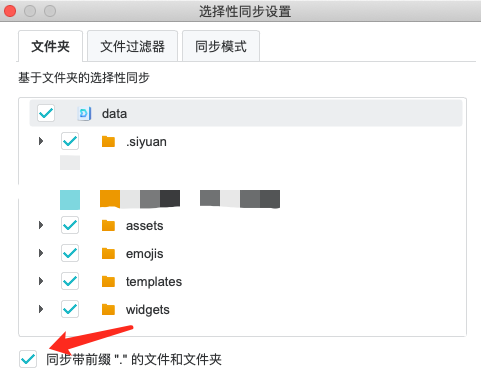 选择性同步设置
文件夹 文件过滤器 同步模式
基于文件夹的选择性同步
data
.siyuan
assets
emojis
templates
widgets
同步带前缀 "." 的文件和文件夹